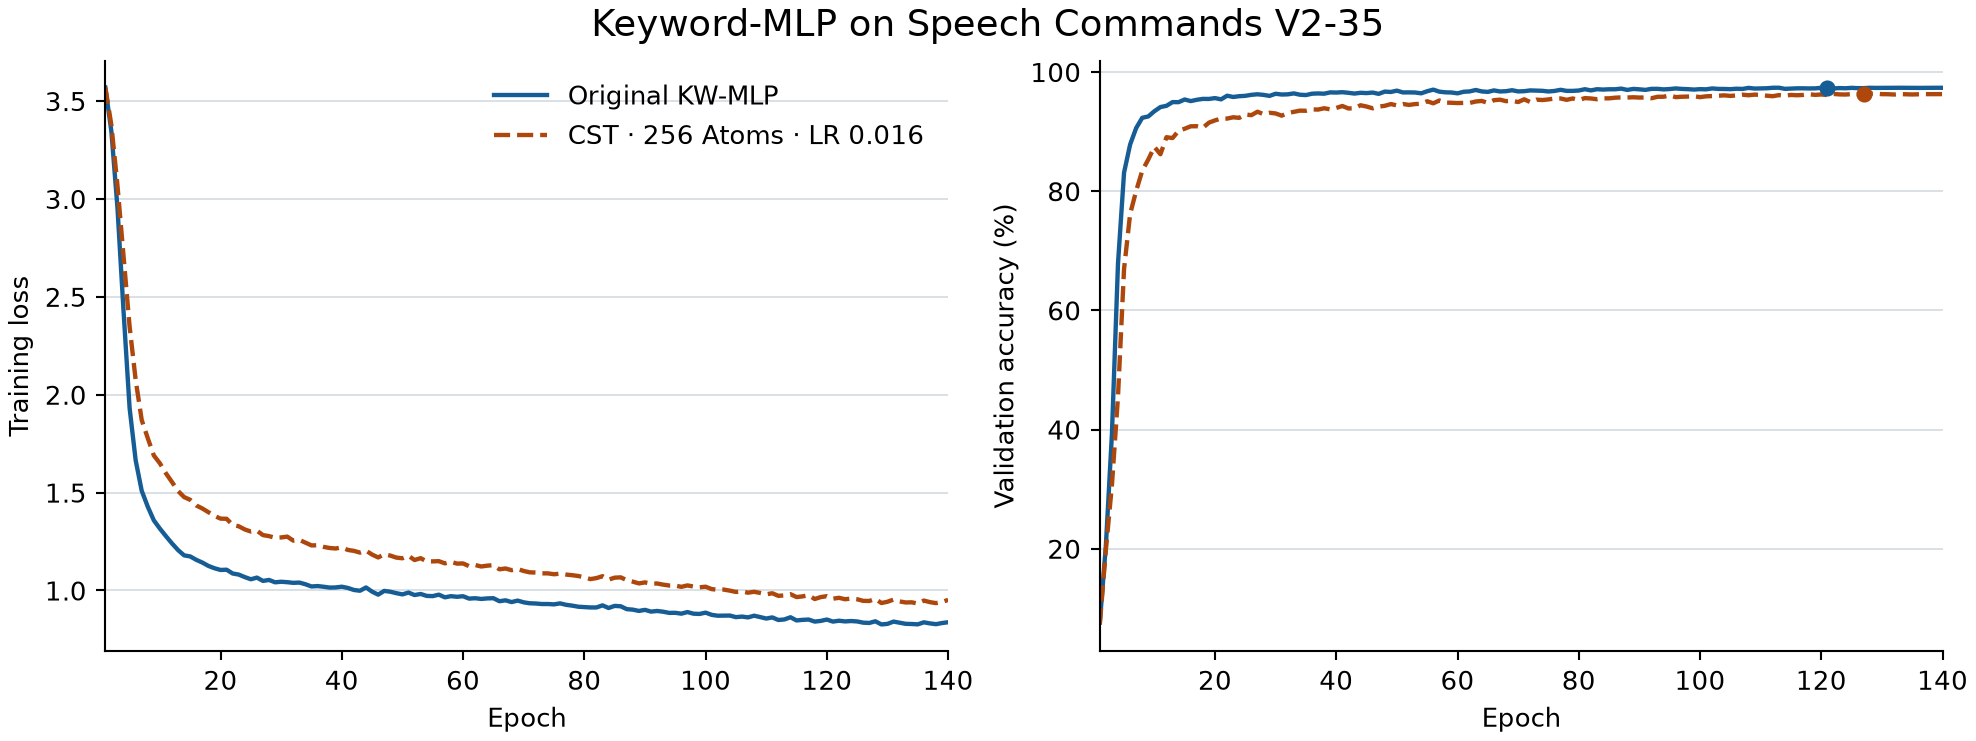 Keyword-MLP on Speech Commands V2-35
Original KW-MLP
CST · 256 Atoms · LR 0.016
Training loss
3.5
3.0
2.5
2.0
1.5
1.0
20 40 60 80 100 120 140
Epoch
Validation accuracy (%)
100
80
60
40
20
20 40 60 80 100 120 140
Epoch